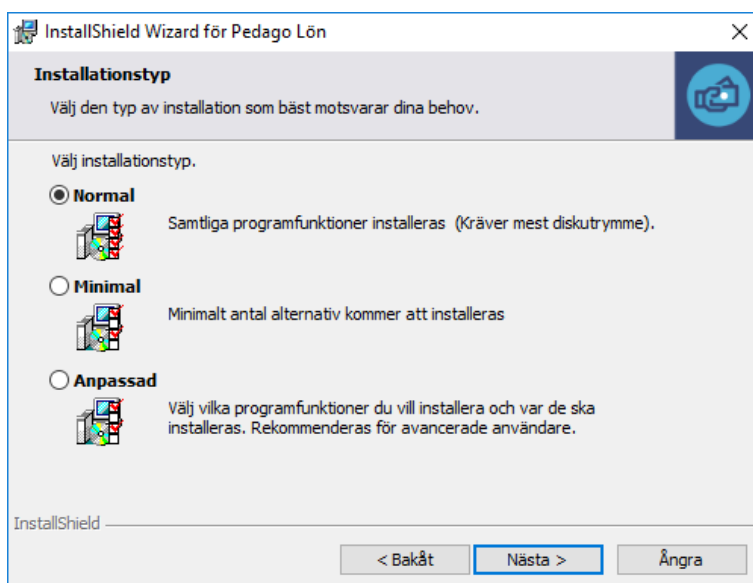 InstallShield Wizard för Pedago Lön
Installationstyp
Välj den typ av installation som bäst motsvarar dina behov.
Välj installationstyp.
Normal
Samtliga programfunktioner installeras (Kräver mest diskutrymme).
Minimal
Minimalt antal alternativ kommer att installeras
Anpassad
Välj vilka programfunktioner du vill installera och var de ska
installeras. Rekommenderas för avancerade användare.
InstallShield
< Bakåt
Nästa >
Ångra